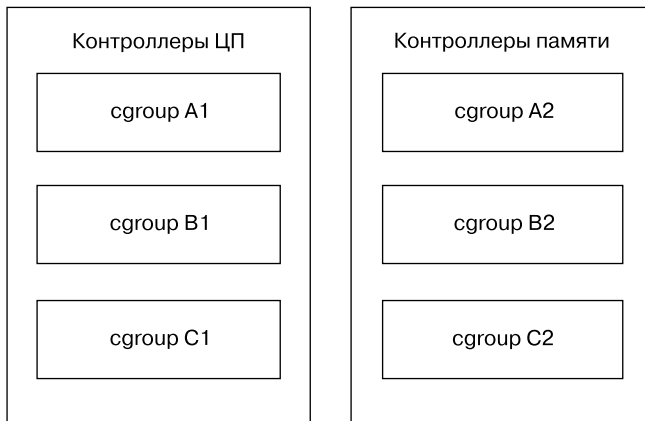 Контроллеры ЦП
cgroup A1
cgroup B1
cgroup C1
Контроллеры памяти
cgroup A2
cgroup B2
cgroup C2